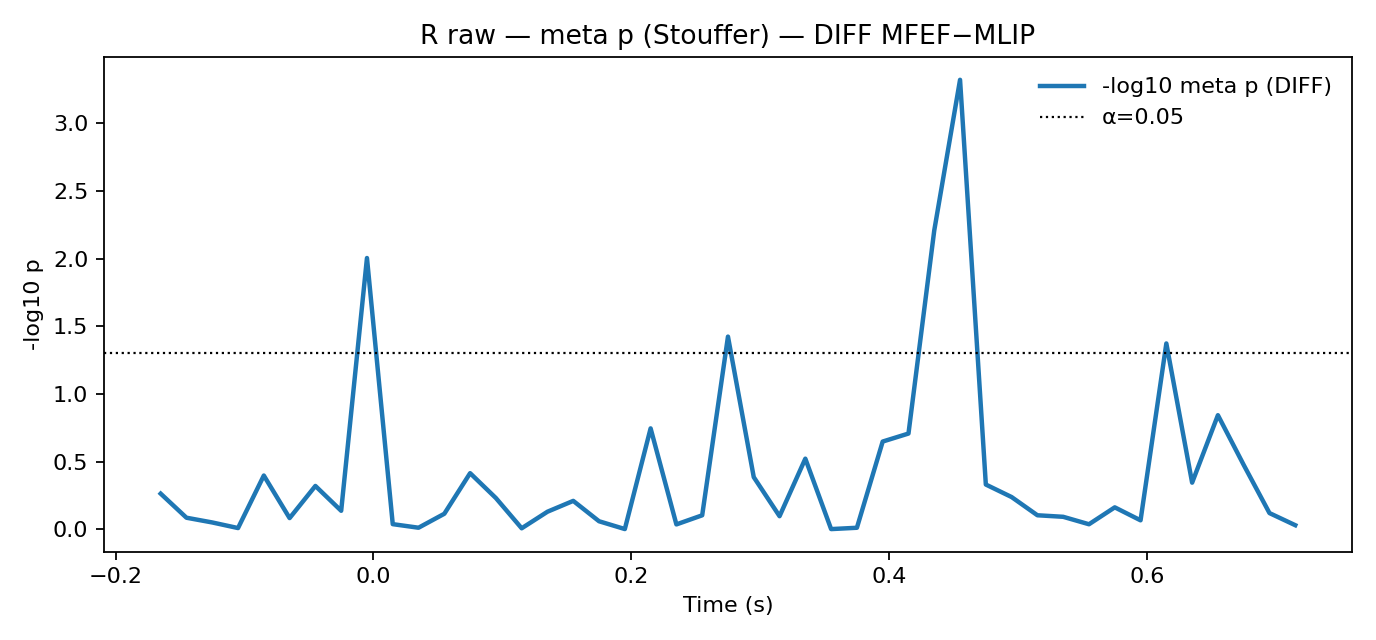 R raw — meta p (Stouffer) — DIFF MFEF−MLIP
-log10 meta p (DIFF)
α=0.05
-log10 p
3.0
2.5
2.0
1.5
1.0
0.5
0.0
−0.2 0.0 0.2 0.4 0.6
Time (s)